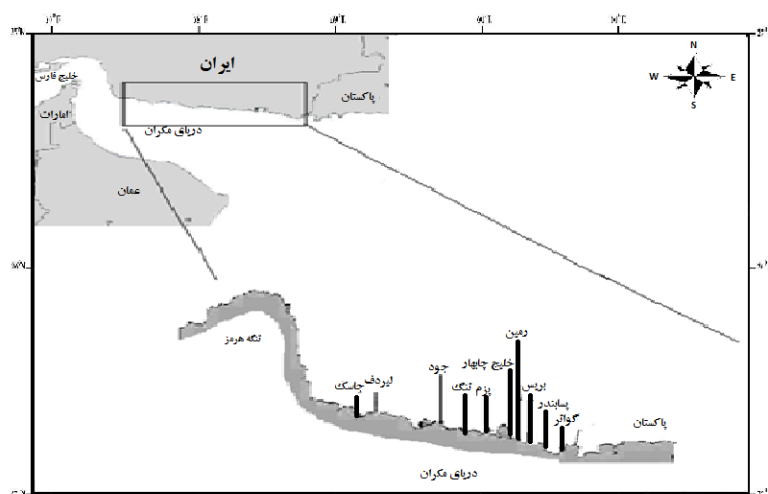 N
W E
S
ایران
خلیج فارس
پاکستان
امارات
دریای مکران
عمان
تنگه هرمز
جاسک
لیردف
جود
تنگ
پزم
خلیج چابهار
رمین
بریس
پسابندر
گواتر
پاکستان
دریای مکران